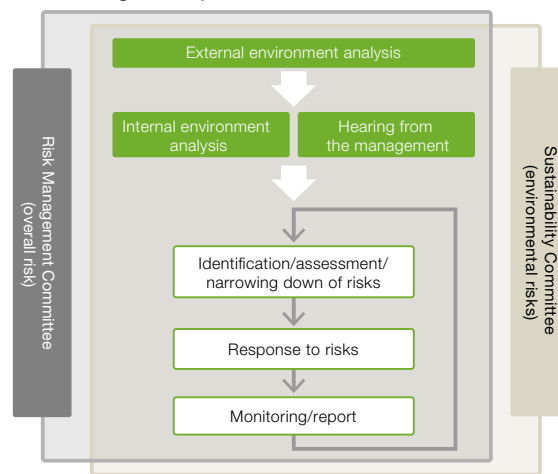 External environment analysis
Internal environment
analysis
Hearing from
the management
Identification/assessment/
narrowing down of risks
Response to risks
Monitoring/report
Risk Management Committee
(overall risk)
Sustainability Committee
(environmental risks)